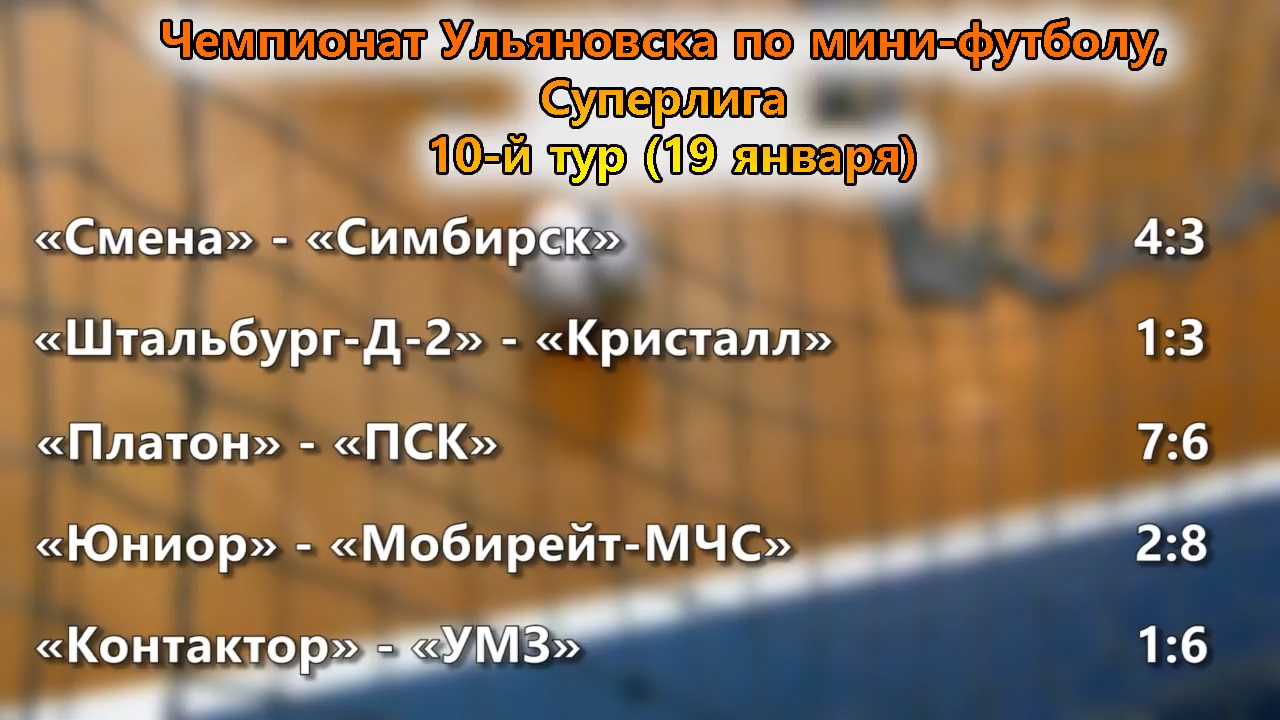 Чемпионат Ульяновска по мини-футболу,
Суперлига
10-й тур (19 января)
«Смена» - «Симбирск» 4:3
«Штальбург-Д-2» - «Кристалл» 1:3
«Платон» - «ПСК» 7:6
«Юниор» - «Мобирейт-МЧС» 2:8
«Контактор» - «УМЗ» 1:6